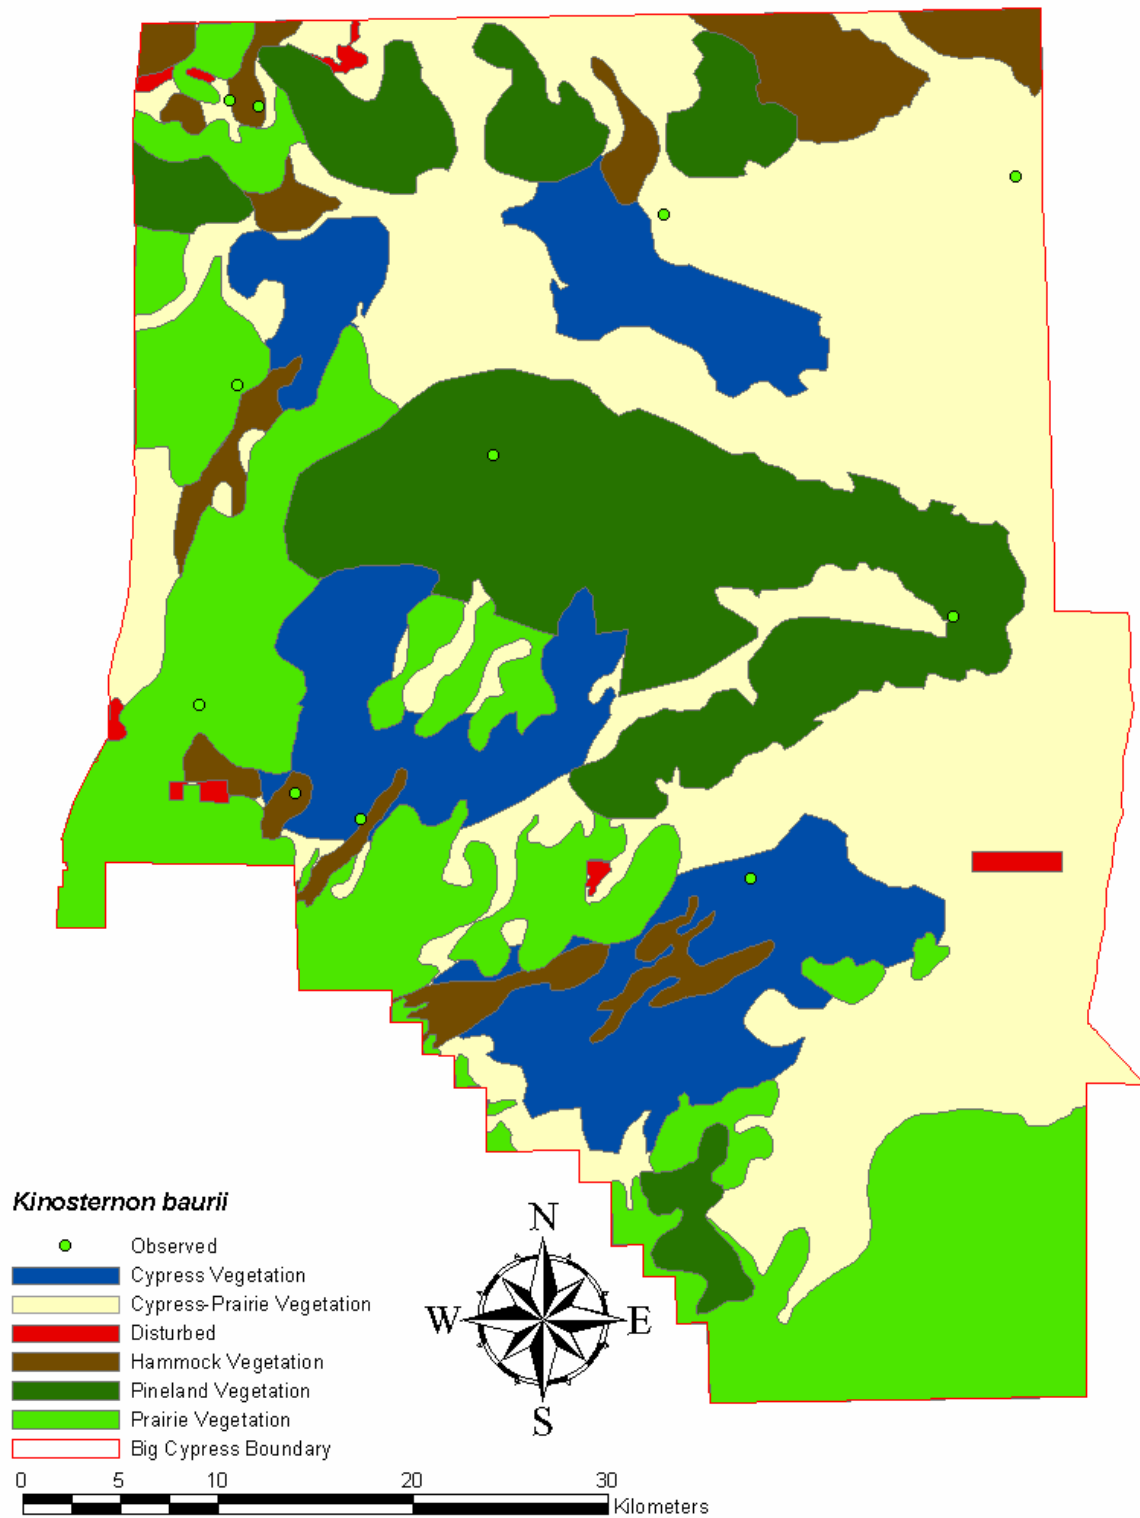 Kinosternon baurii
Observed
Cypress Vegetation
Cypress-Prairie Vegetation
Disturbed
Hammock Vegetation
Pineland Vegetation
Prairie Vegetation
Big Cypress Boundary
N
W E
S
0 5 10 20 30
Kilometers